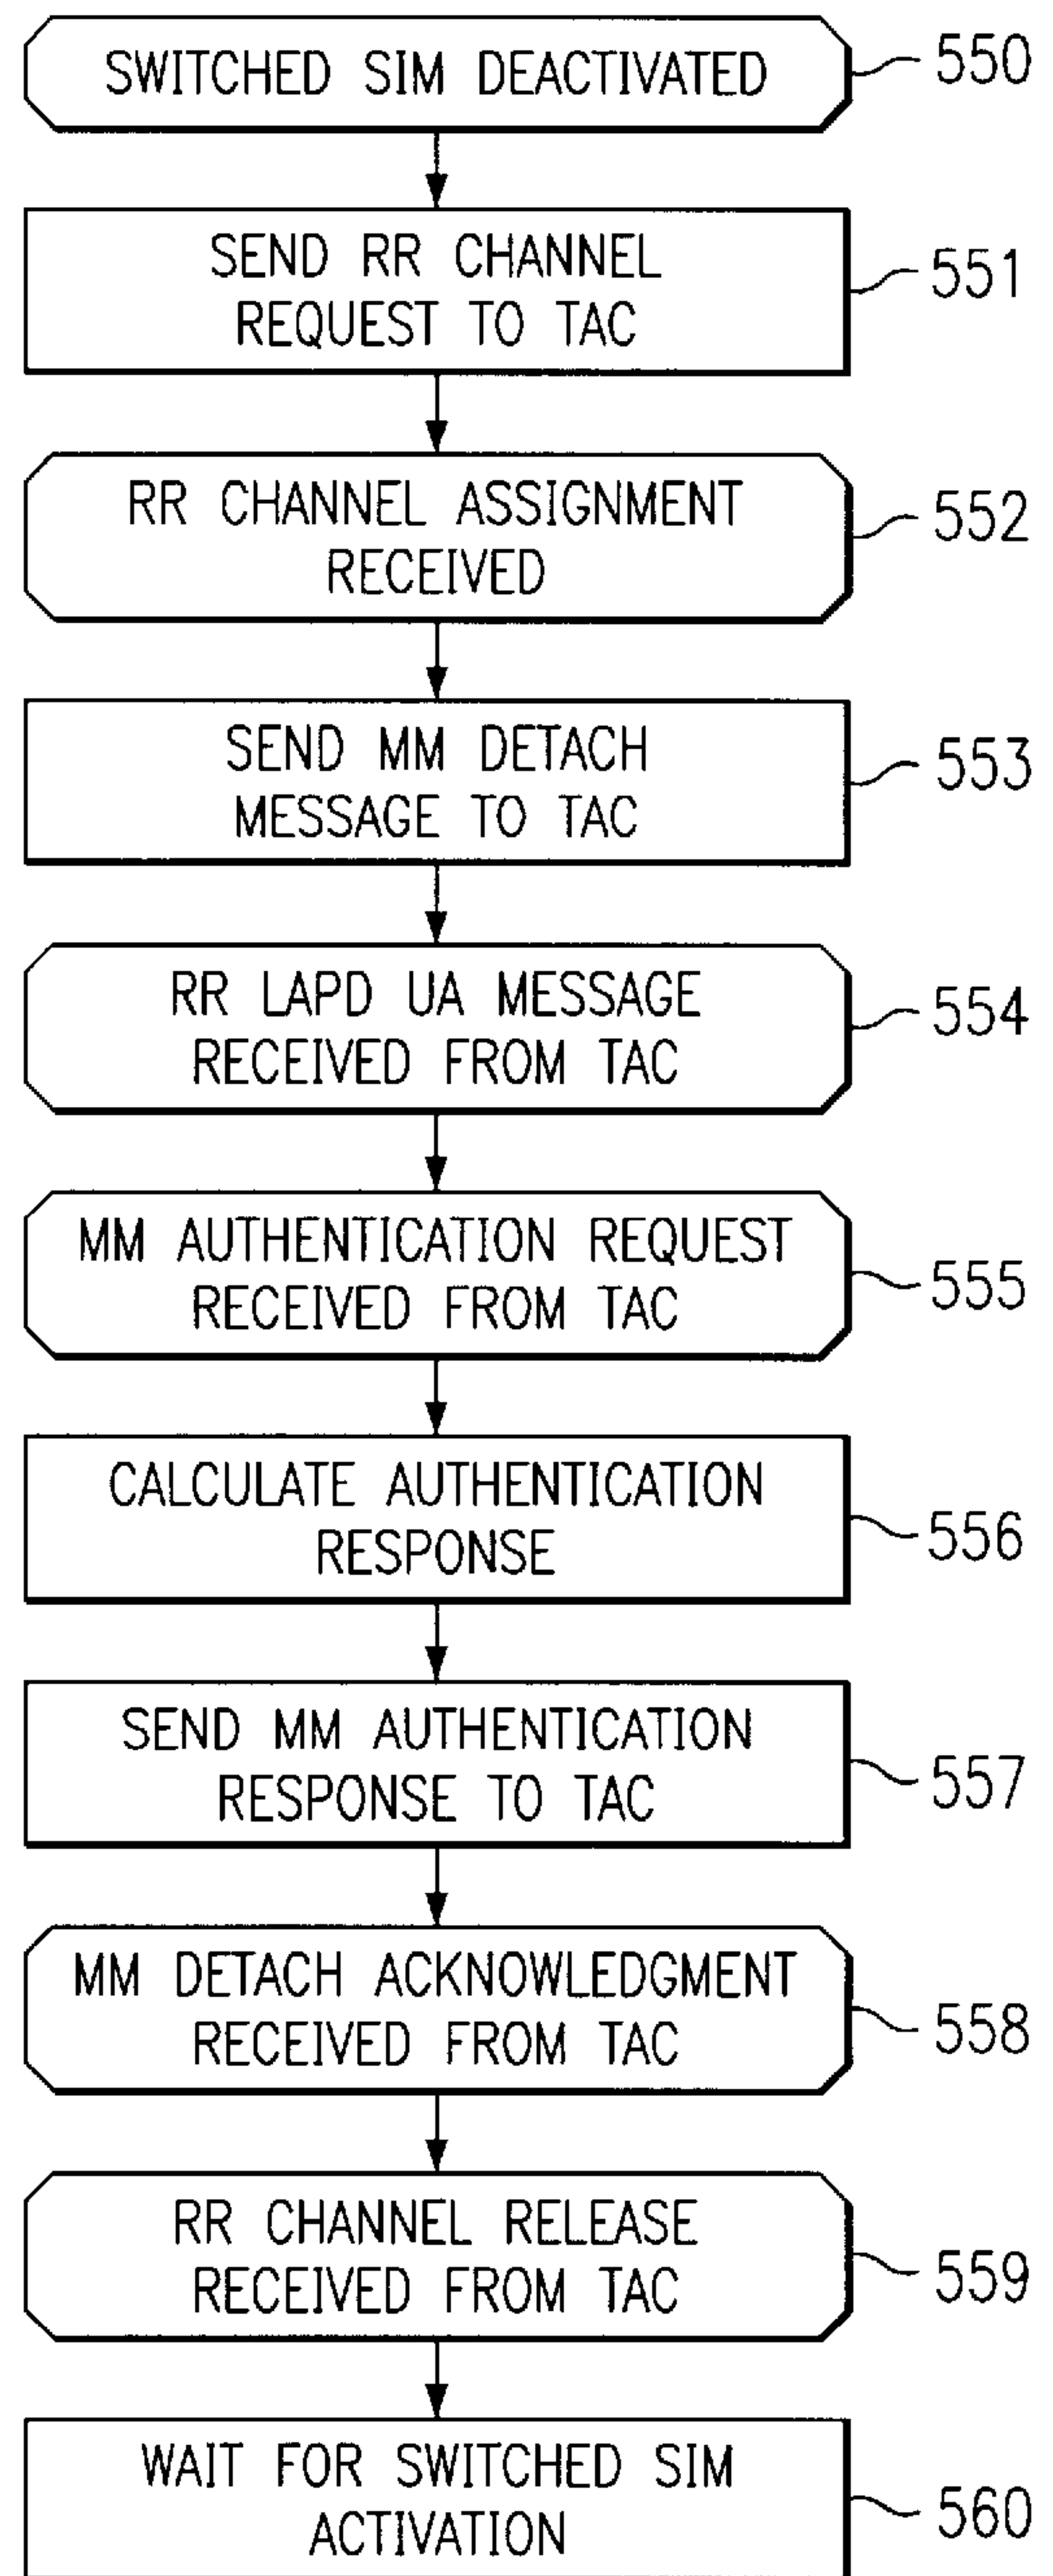 SWITCHED SIM DEACTIVATED
550
SEND RR CHANNEL
REQUEST TO TAC
551
RR CHANNEL ASSIGNMENT
RECEIVED
552
SEND MM DETACH
MESSAGE TO TAC
553
RR LAPD UA MESSAGE
RECEIVED FROM TAC
554
MM AUTHENTICATION REQUEST
RECEIVED FROM TAC
555
CALCULATE AUTHENTICATION
RESPONSE
556
SEND MM AUTHENTICATION
RESPONSE TO TAC
557
MM DETACH ACKNOWLEDGMENT
RECEIVED FROM TAC
558
RR CHANNEL RELEASE
RECEIVED FROM TAC
559
WAIT FOR SWITCHED SIM
ACTIVATION
560